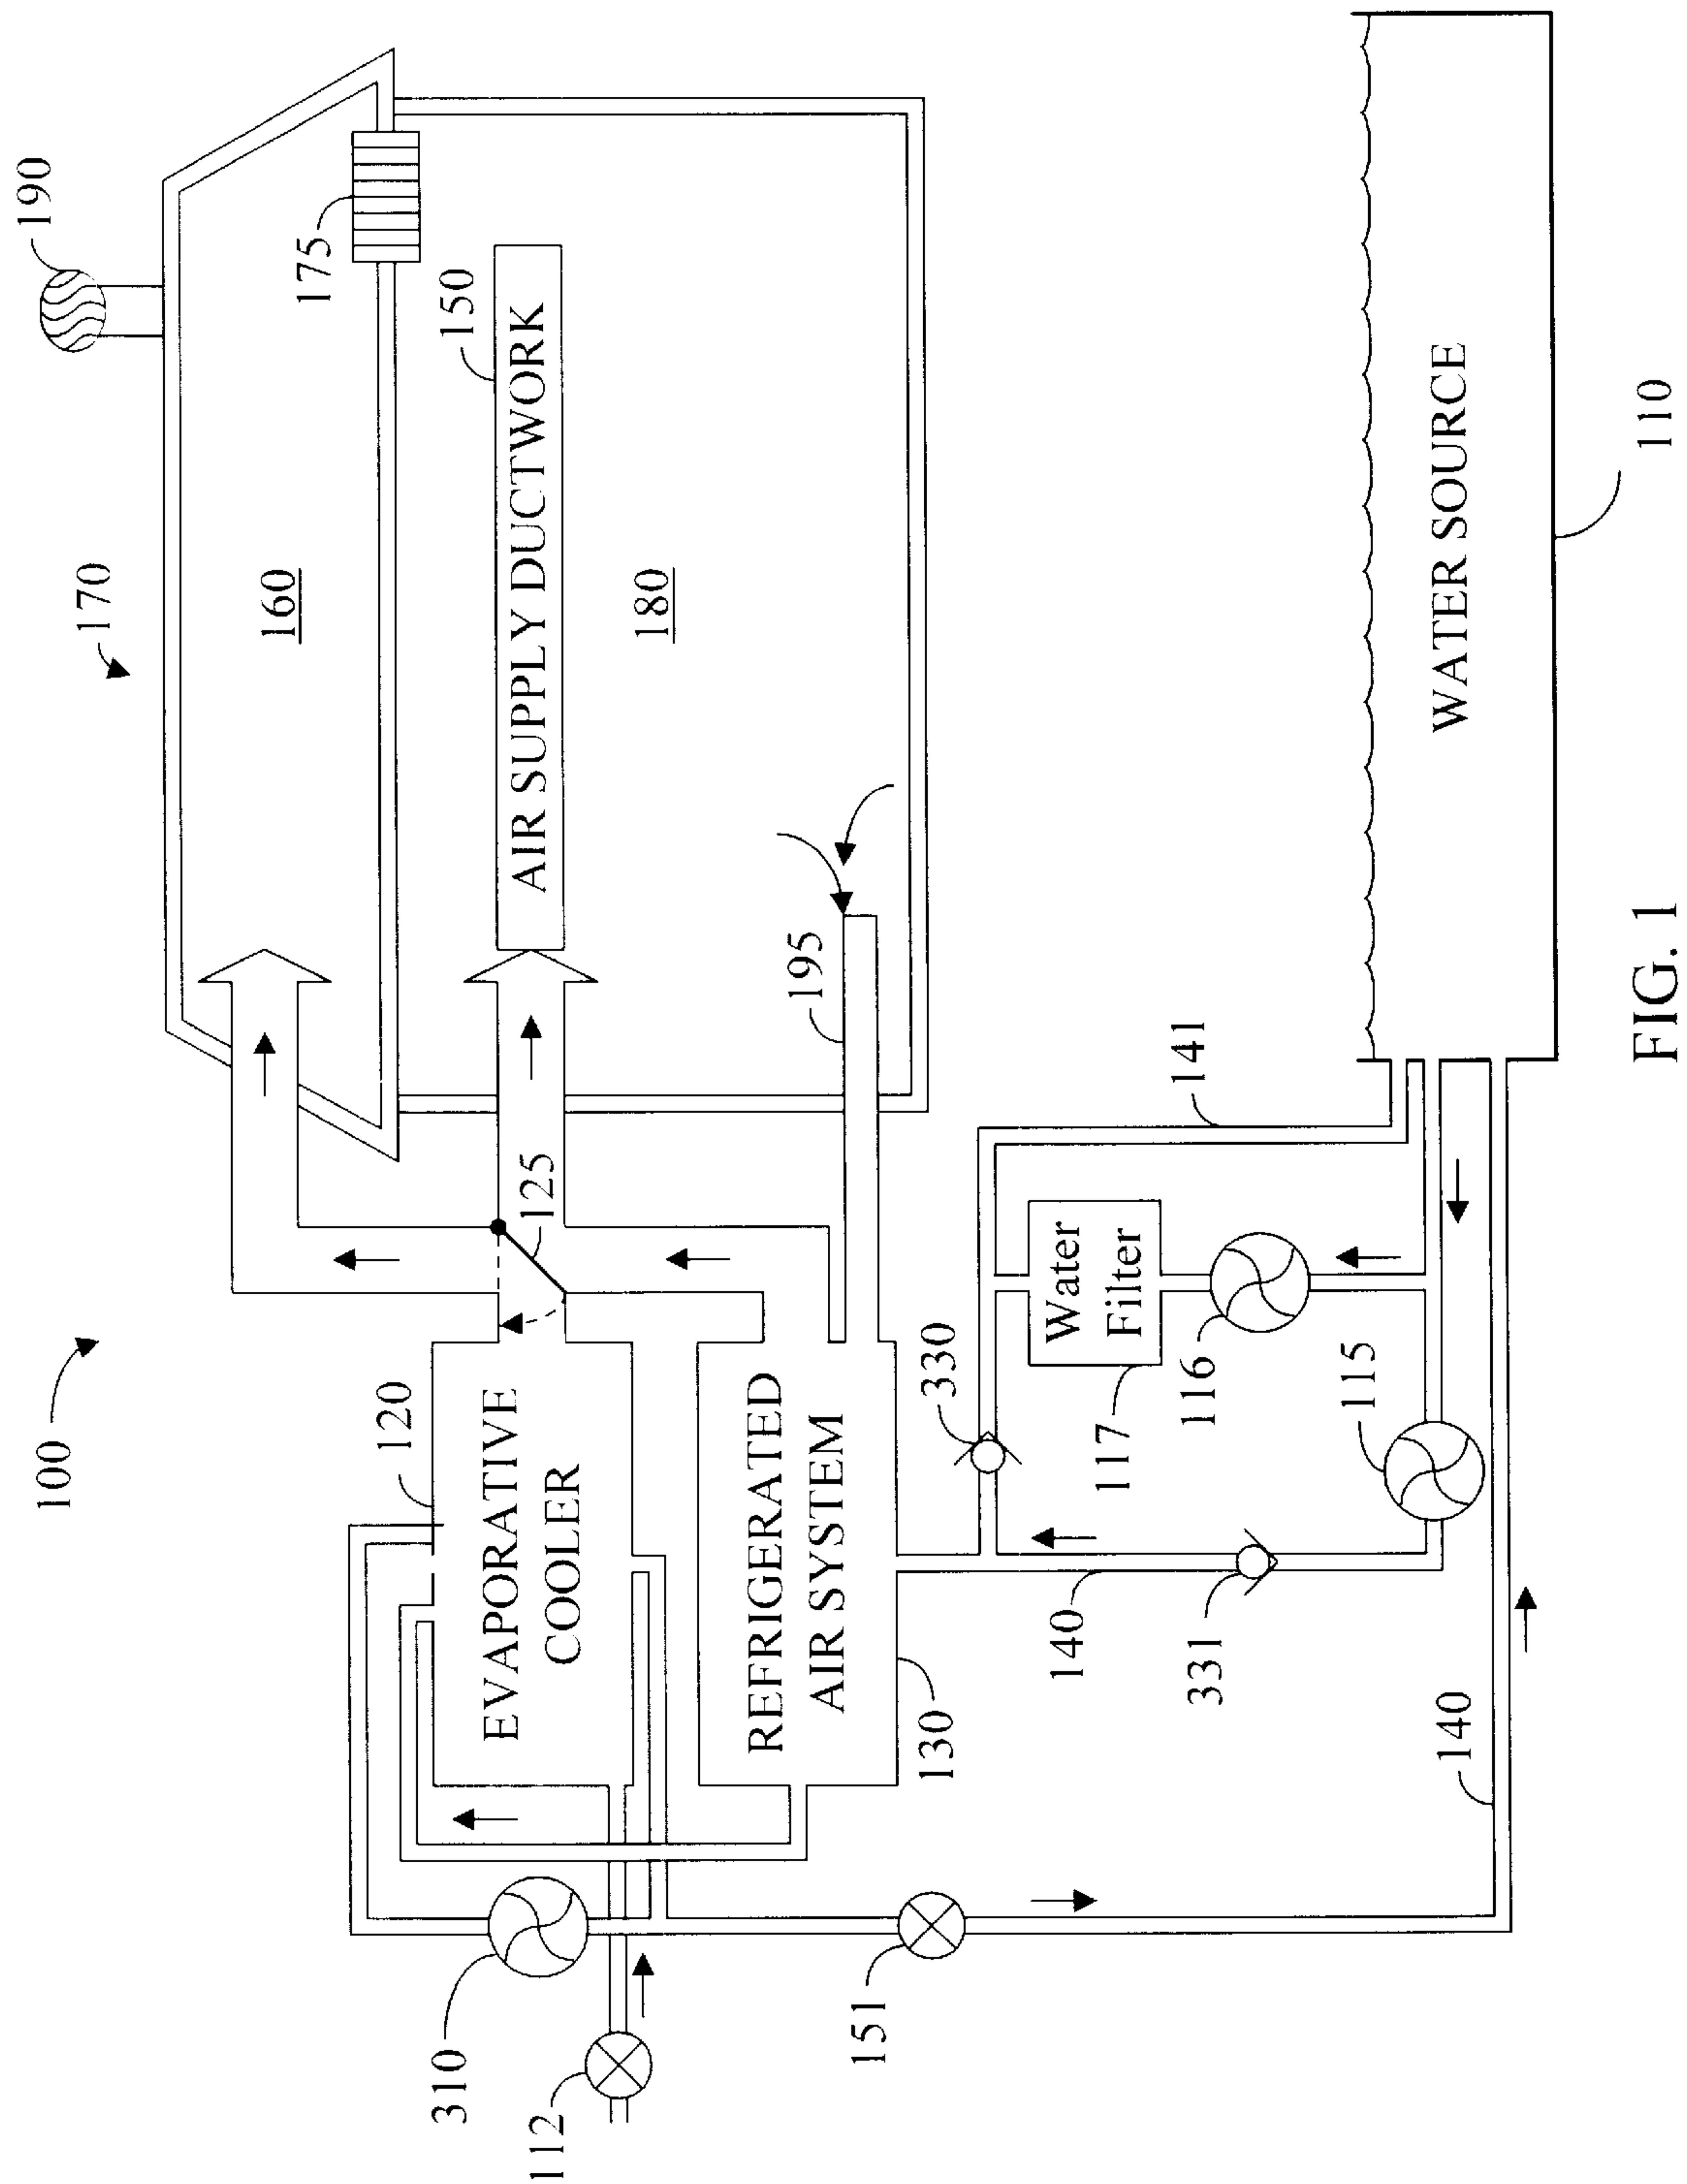 100
170
190
160
175
150
AIR SUPPLY DUCTWORK
180
195
125
120
EVAPORATIVE
COOLER
REFRIGERATED
AIR SYSTEM
130
310
112
151
140
331
140
330
117
Water
Filter
116
115
141
WATER SOURCE
110
FIG. 1